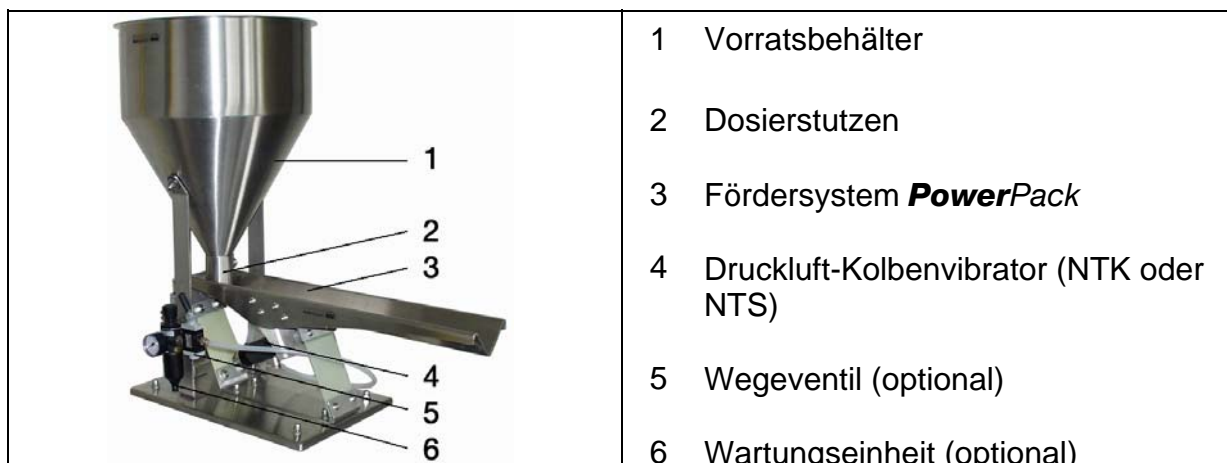 1
2
3
4
5
6
1 Vorratsbehälter
2 Dosierstutzen
3 Fördersystem PowerPack
4 Druckluft-Kolbenvibrator (NTK oder
NTS)
5 Wegeventil (optional)
6 Wartungseinheit (optional)